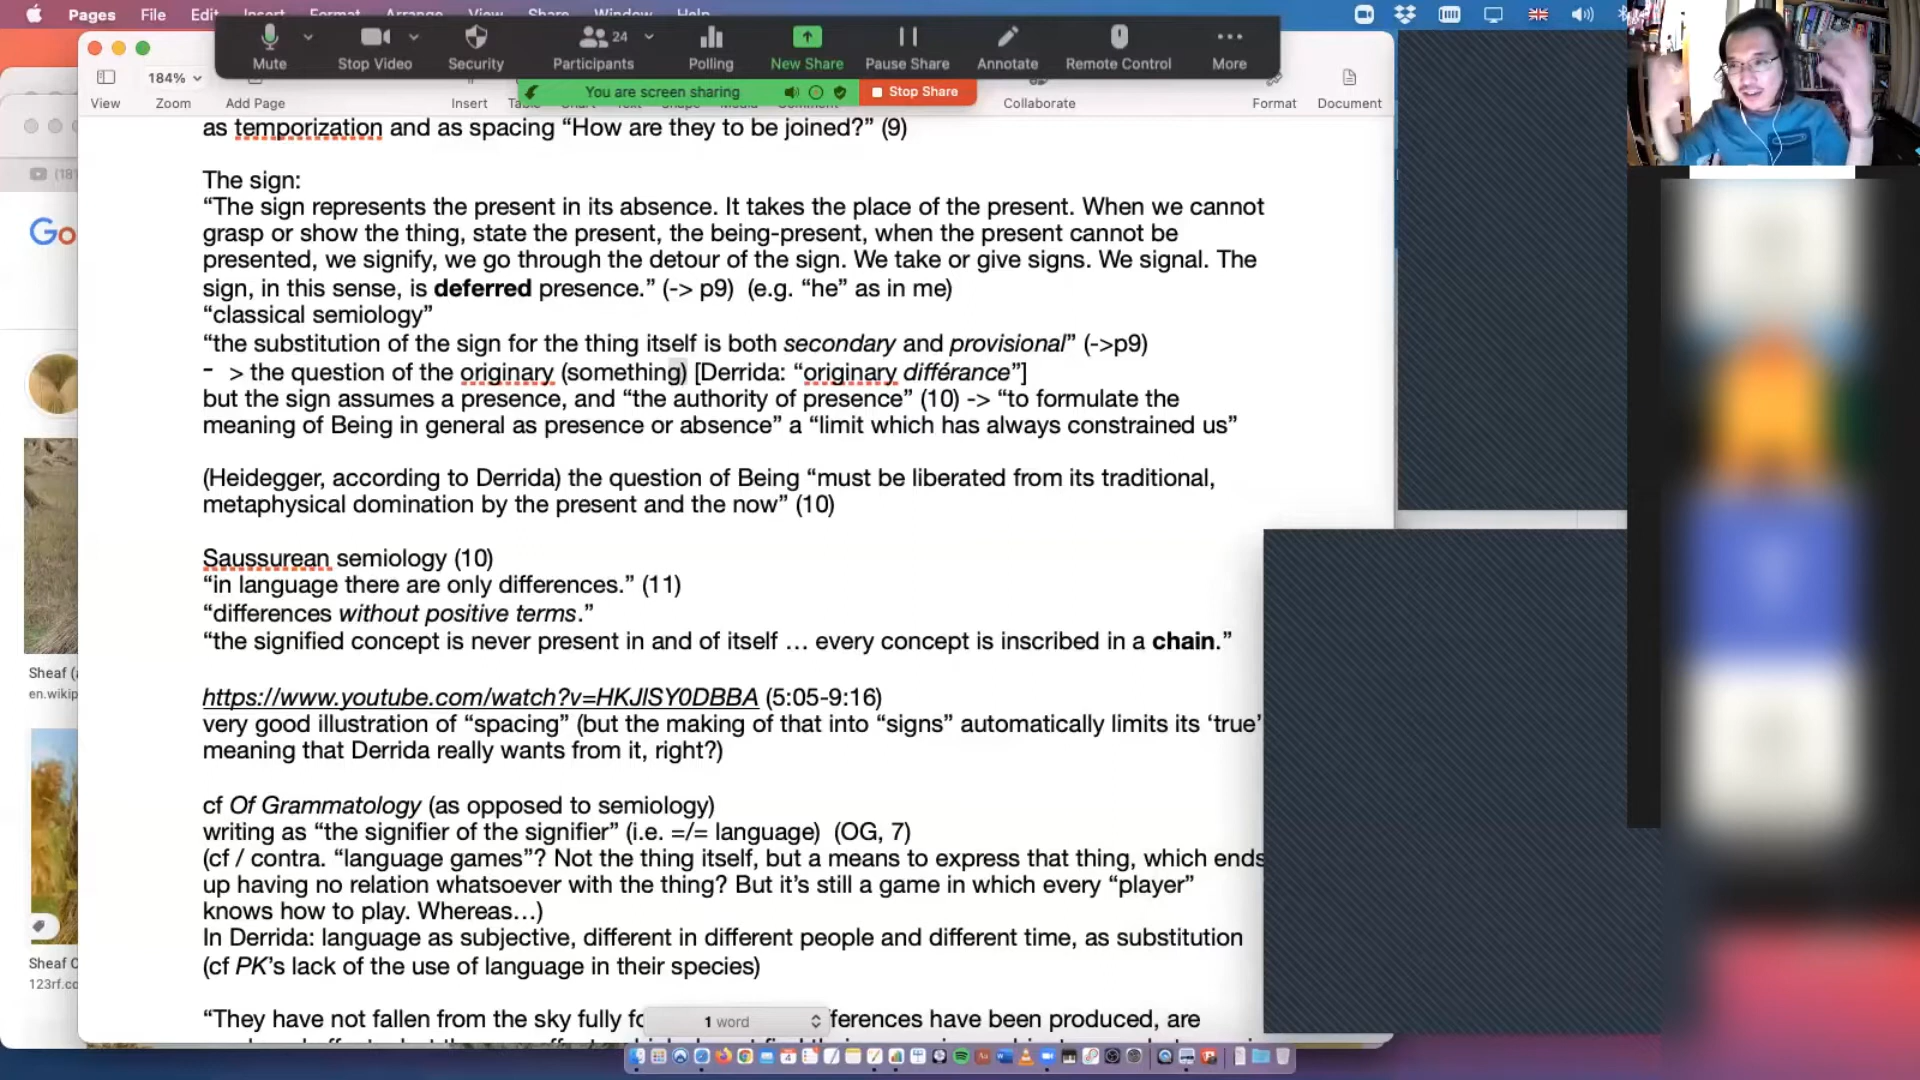 Pages File Edit Insert Format Arrange View Share Window Help
Mute Stop Video Security 24 Participants Polling New Share Pause Share Annotate Remote Control More
You are screen sharing Stop Share
184%
View Zoom Add Page Insert Collaborate Format Document
as temporization and as spacing “How are they to be joined?” (9)
The sign:
“The sign represents the present in its absence. It takes the place of the present. When we cannot
grasp or show the thing, state the present, the being-present, when the present cannot be
presented, we signify, we go through the detour of the sign. We take or give signs. We signal. The
sign, in this sense, is deferred presence.” (-> p9) (e.g. “he” as in me)
“classical semiology”
“the substitution of the sign for the thing itself is both secondary and provisional” (->p9)
- > the question of the originary (something) [Derrida: “originary différance”]
but the sign assumes a presence, and “the authority of presence” (10) -> “to formulate the
meaning of Being in general as presence or absence” a “limit which has always constrained us”
(Heidegger, according to Derrida) the question of Being “must be liberated from its traditional,
metaphysical domination by the present and the now” (10)
Saussurean semiology (10)
“in language there are only differences.” (11)
“differences without positive terms.”
“the signified concept is never present in and of itself … every concept is inscribed in a chain.”
https://www.youtube.com/watch?v=HKJlSY0DBBA (5:05-9:16)
very good illustration of “spacing” (but the making of that into “signs” automatically limits its ‘true’
meaning that Derrida really wants from it, right?)
cf Of Grammatology (as opposed to semiology)
writing as “the signifier of the signifier” (i.e. =/= language) (OG, 7)
(cf / contra. “language games”? Not the thing itself, but a means to express that thing, which ends
up having no relation whatsoever with the thing? But it’s still a game in which every “player”
knows how to play. Whereas…)
In Derrida: language as subjective, different in different people and different time, as substitution
(cf PK’s lack of the use of language in their species)
“They have not fallen from the sky fully fo
ferences have been produced, are
1 word
Go
Sheaf (a
en.wikip
Sheaf C
123rf.co